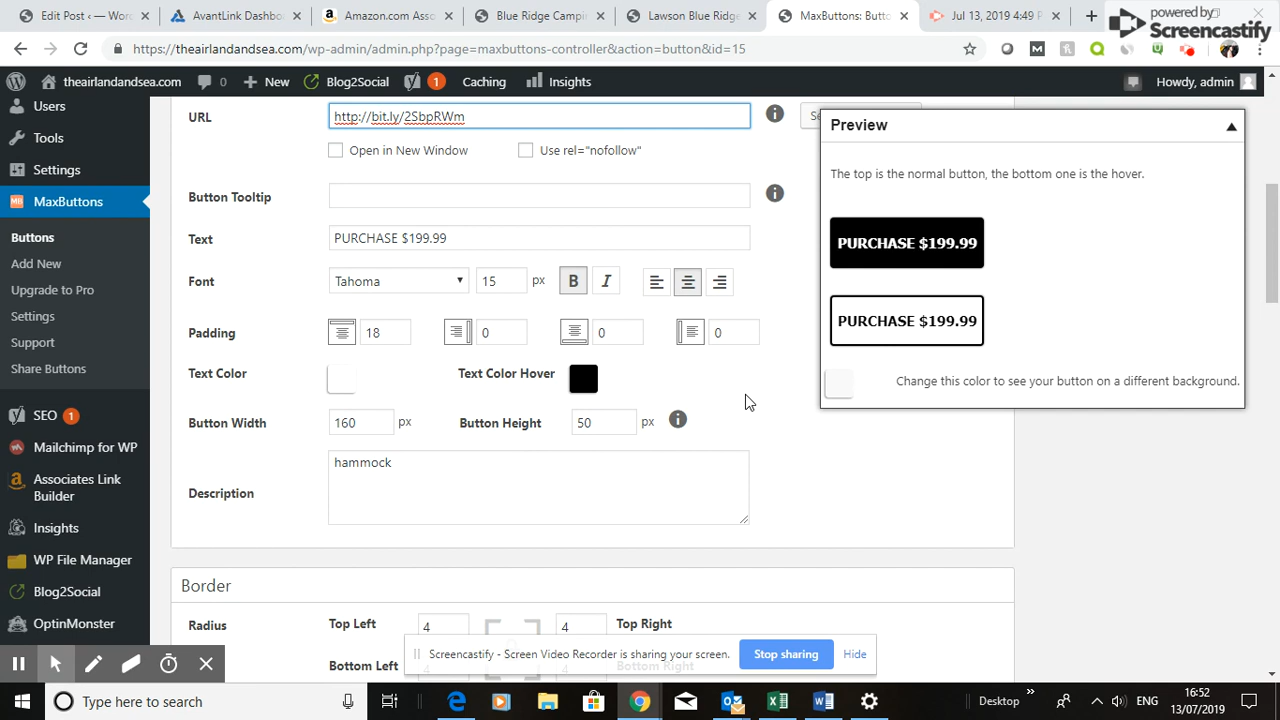 Edit Post ‹ — Word
AvantLink Dashbo
Amazon.com Asso
Blue Ridge Campin
Lawson Blue Ridge
MaxButtons: Butto
Jul 13, 2019 4:49 P
powered by
Screencastify
https://theairlandandsea.com/wp-admin/admin.php?page=maxbuttons-controller&action=button&id=15
theairlandandsea.com
0
New
Blog2Social
1
Caching
Insights
Howdy, admin
Users
Tools
Settings
MaxButtons
Buttons
Add New
Upgrade to Pro
Settings
Support
Share Buttons
SEO 1
Mailchimp for WP
Associates Link
Builder
Insights
WP File Manager
Blog2Social
OptinMonster
URL
http://bit.ly/2SbpRWm
Open in New Window
Use rel="nofollow"
Button Tooltip
Text
PURCHASE $199.99
Font
Tahoma
15
px
B
I
Padding
18
0
0
0
Text Color
Text Color Hover
Button Width
160
px
Button Height
50
px
Description
hammock
Border
Radius
Top Left
4
4
Top Right
Bottom Left
Bottom Right
Preview
The top is the normal button, the bottom one is the hover.
PURCHASE $199.99
PURCHASE $199.99
Change this color to see your button on a different background.
Screencastify - Screen Video Recorder is sharing your screen.
Stop sharing
Hide
Type here to search
Desktop
ENG
16:52
13/07/2019